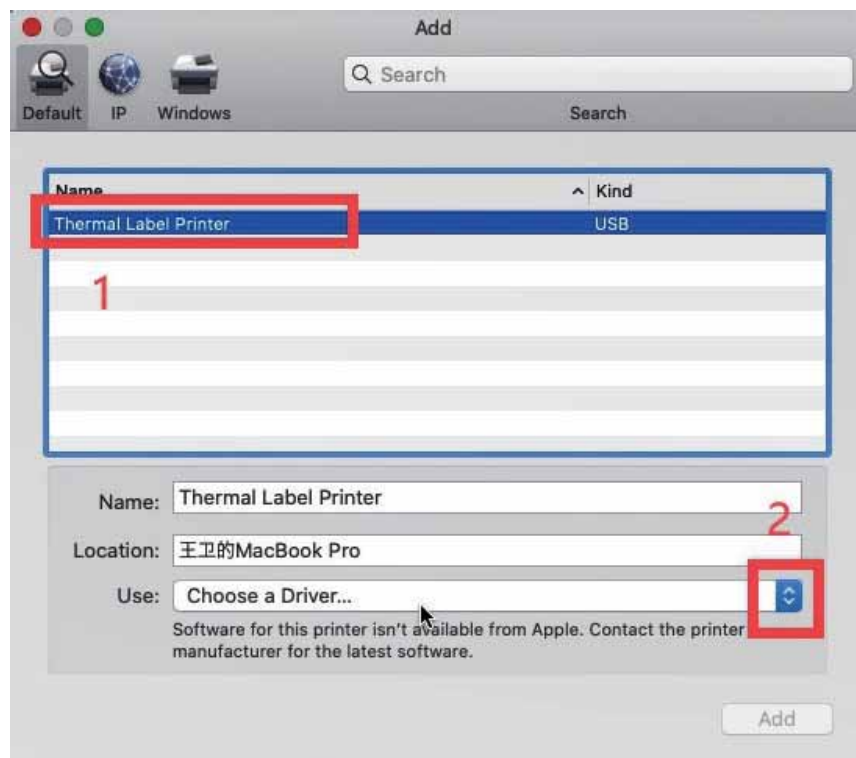 Add
Search
Default IP Windows Search
Name Kind
Thermal Label Printer USB
1
Name: Thermal Label Printer
2
Location: 王卫的MacBook Pro
Use: Choose a Driver...
Software for this printer isn't available from Apple. Contact the printer
manufacturer for the latest software.
Add